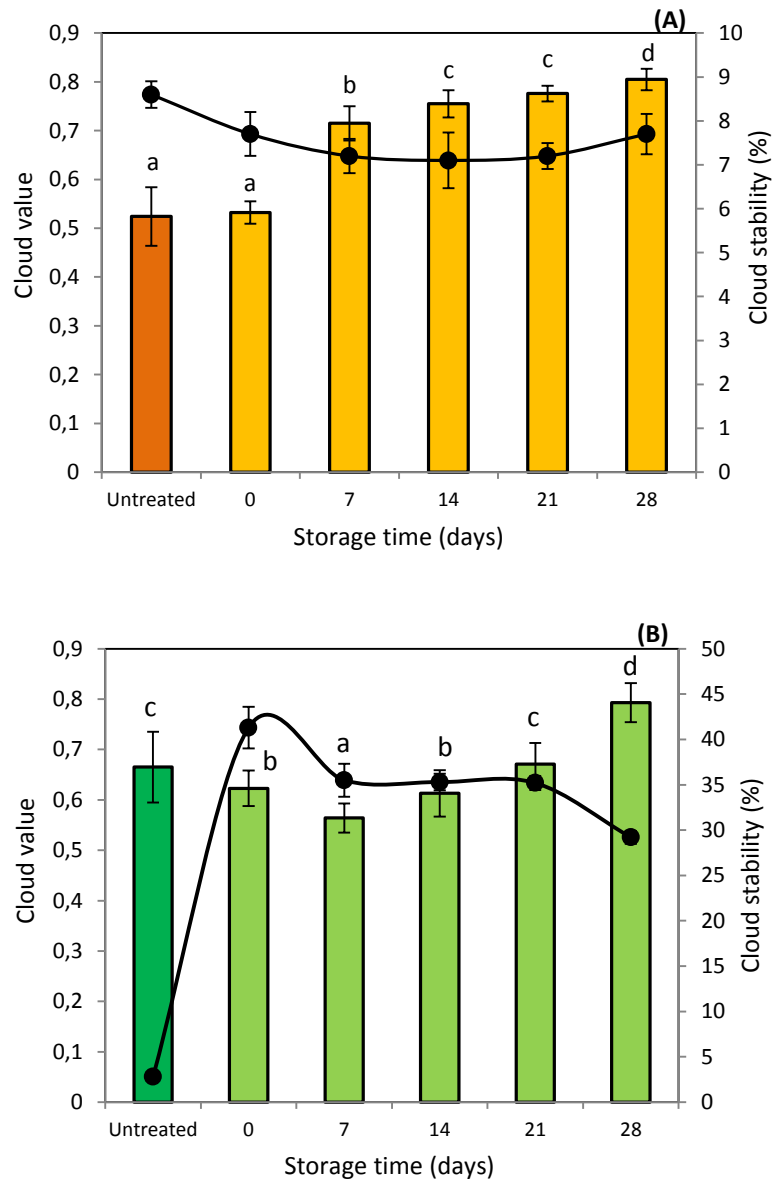 (A)
0,9
0,8
0,7
0,6
0,5
0,4
0,3
0,2
0,1
0
Cloud value
10
9
8
7
6
5
4
3
2
1
0
Cloud stability (%)
a
a
b
c
c
d
Untreated 0 7 14 21 28
Storage time (days)
(B)
0,9
0,8
0,7
0,6
0,5
0,4
0,3
0,2
0,1
0
Cloud value
50
45
40
35
30
25
20
15
10
5
0
Cloud stability (%)
c
b
a
b
c
d
Untreated 0 7 14 21 28
Storage time (days)